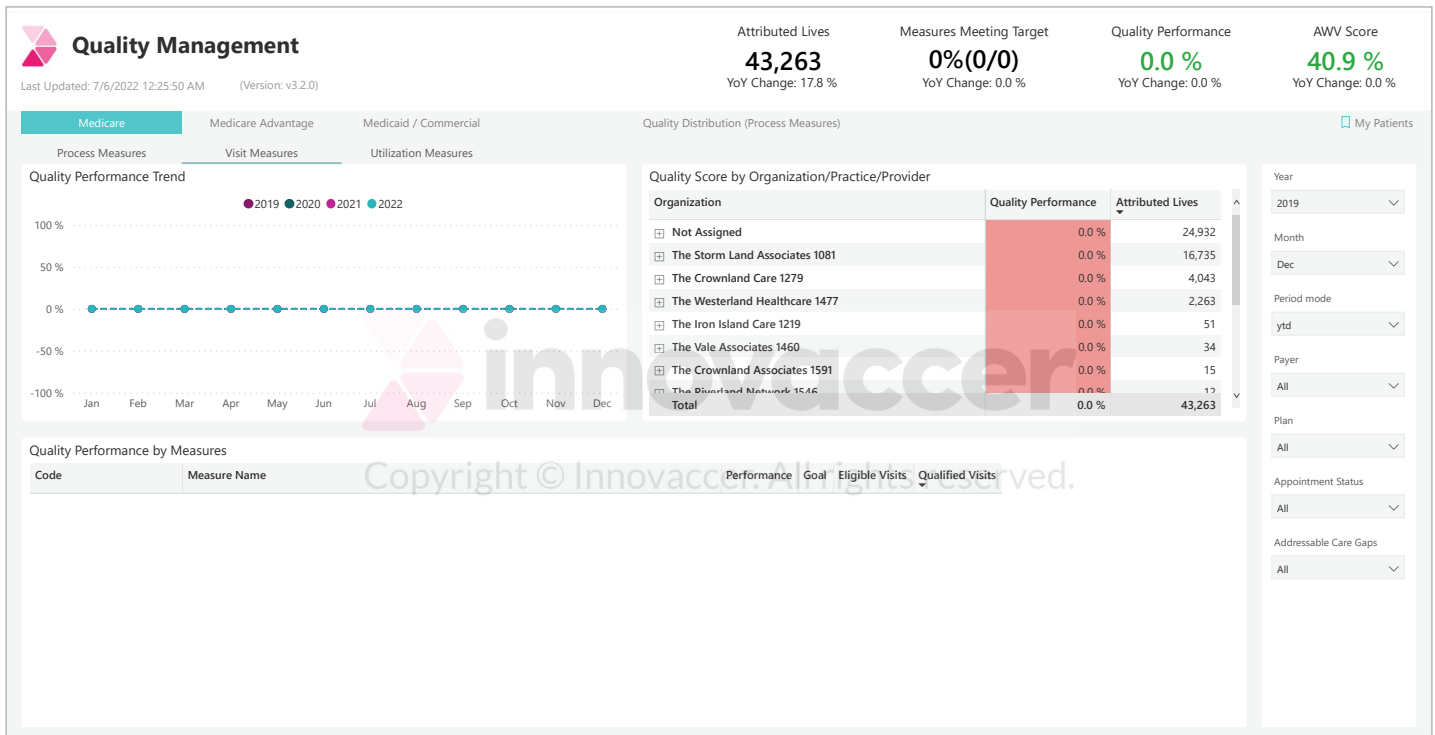 Quality Management
Last Updated: 7/6/2022 12:25:50 AM (Version: v3.2.0)
Attributed Lives
43,263
YoY Change: 17.8 %
Measures Meeting Target
0%(0/0)
YoY Change: 0.0 %
Quality Performance
0.0 %
YoY Change: 0.0 %
AWV Score
40.9 %
YoY Change: 0.0 %
Medicare Medicare Advantage Medicaid / Commercial Quality Distribution (Process Measures) My Patients
Process Measures Visit Measures Utilization Measures
Quality Performance Trend
2019 2020 2021 2022
100 %
50 %
0 %
-50 %
-100 %
Jan Feb Mar Apr May Jun Jul Aug Sep Oct Nov Dec
Quality Score by Organization/Practice/Provider
Organization Quality Performance Attributed Lives
Not Assigned 0.0 % 24,932
The Storm Land Associates 1081 0.0 % 16,735
The Crownland Care 1279 0.0 % 4,043
The Westerland Healthcare 1477 0.0 % 2,263
The Iron Island Care 1219 0.0 % 51
The Vale Associates 1460 0.0 % 34
The Crownland Associates 1591 0.0 % 15
The Riverland Network 1546 0.0 % 12
Total 0.0 % 43,263
Year
2019
Month
Dec
Period mode
ytd
Payer
All
Plan
All
Appointment Status
All
Addressable Care Gaps
All
Quality Performance by Measures
Code Measure Name Performance Goal Eligible Visits Qualified Visits
innovaccer
Copyright © Innovaccer. All rights reserved.